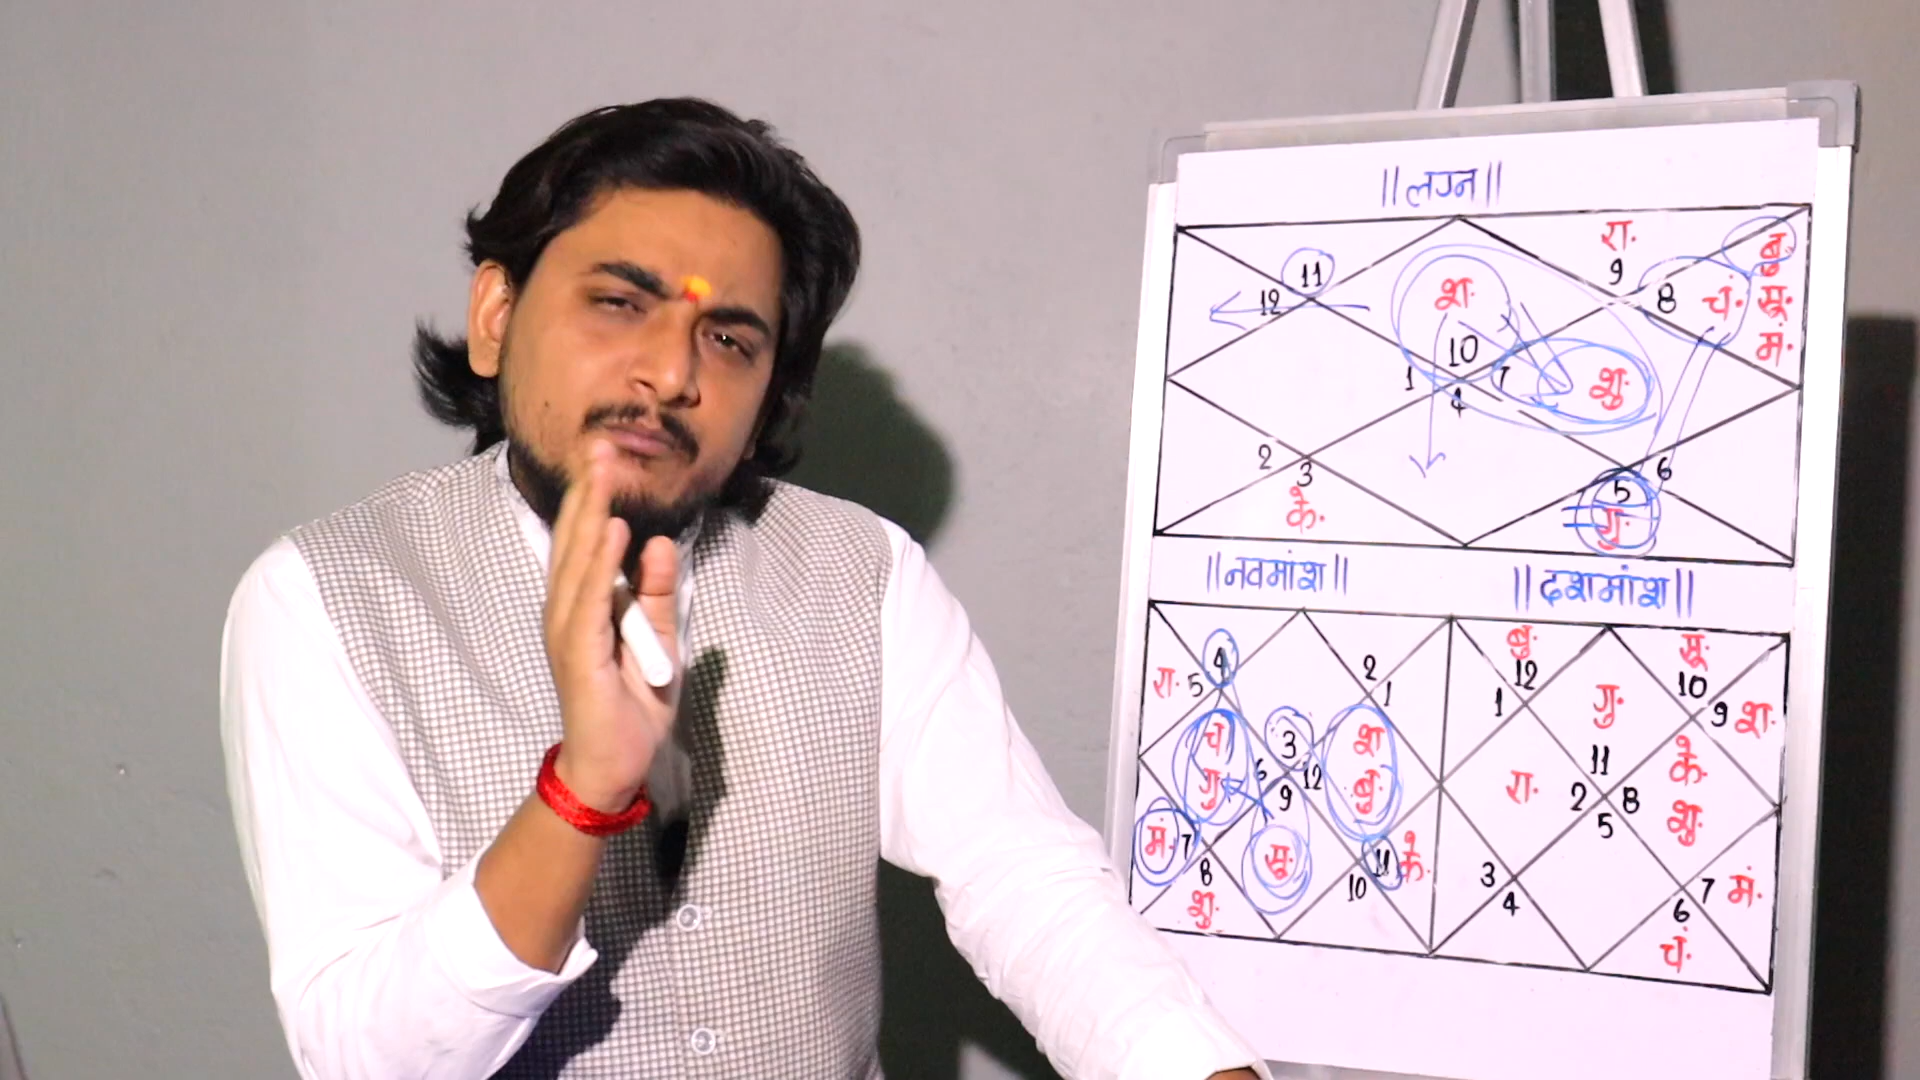 ||लग्न||
रा.
बु.
11
9
12
श.
8 चं. सू.
मं.
10
1 7 शु.
4
2 6
3 5
के. गु.
||नवमांश|| ||दशमांश||
4 2
रा. 5 1
चं 3 श
गु 6 12 बु.
9
मं. 7 सू. 11 के.
8 10
शु.
बु. सू.
12 10
1 गु. 9 श.
11 के.
रा. 2 8 शु.
5
3 7 मं.
4 6
चं.